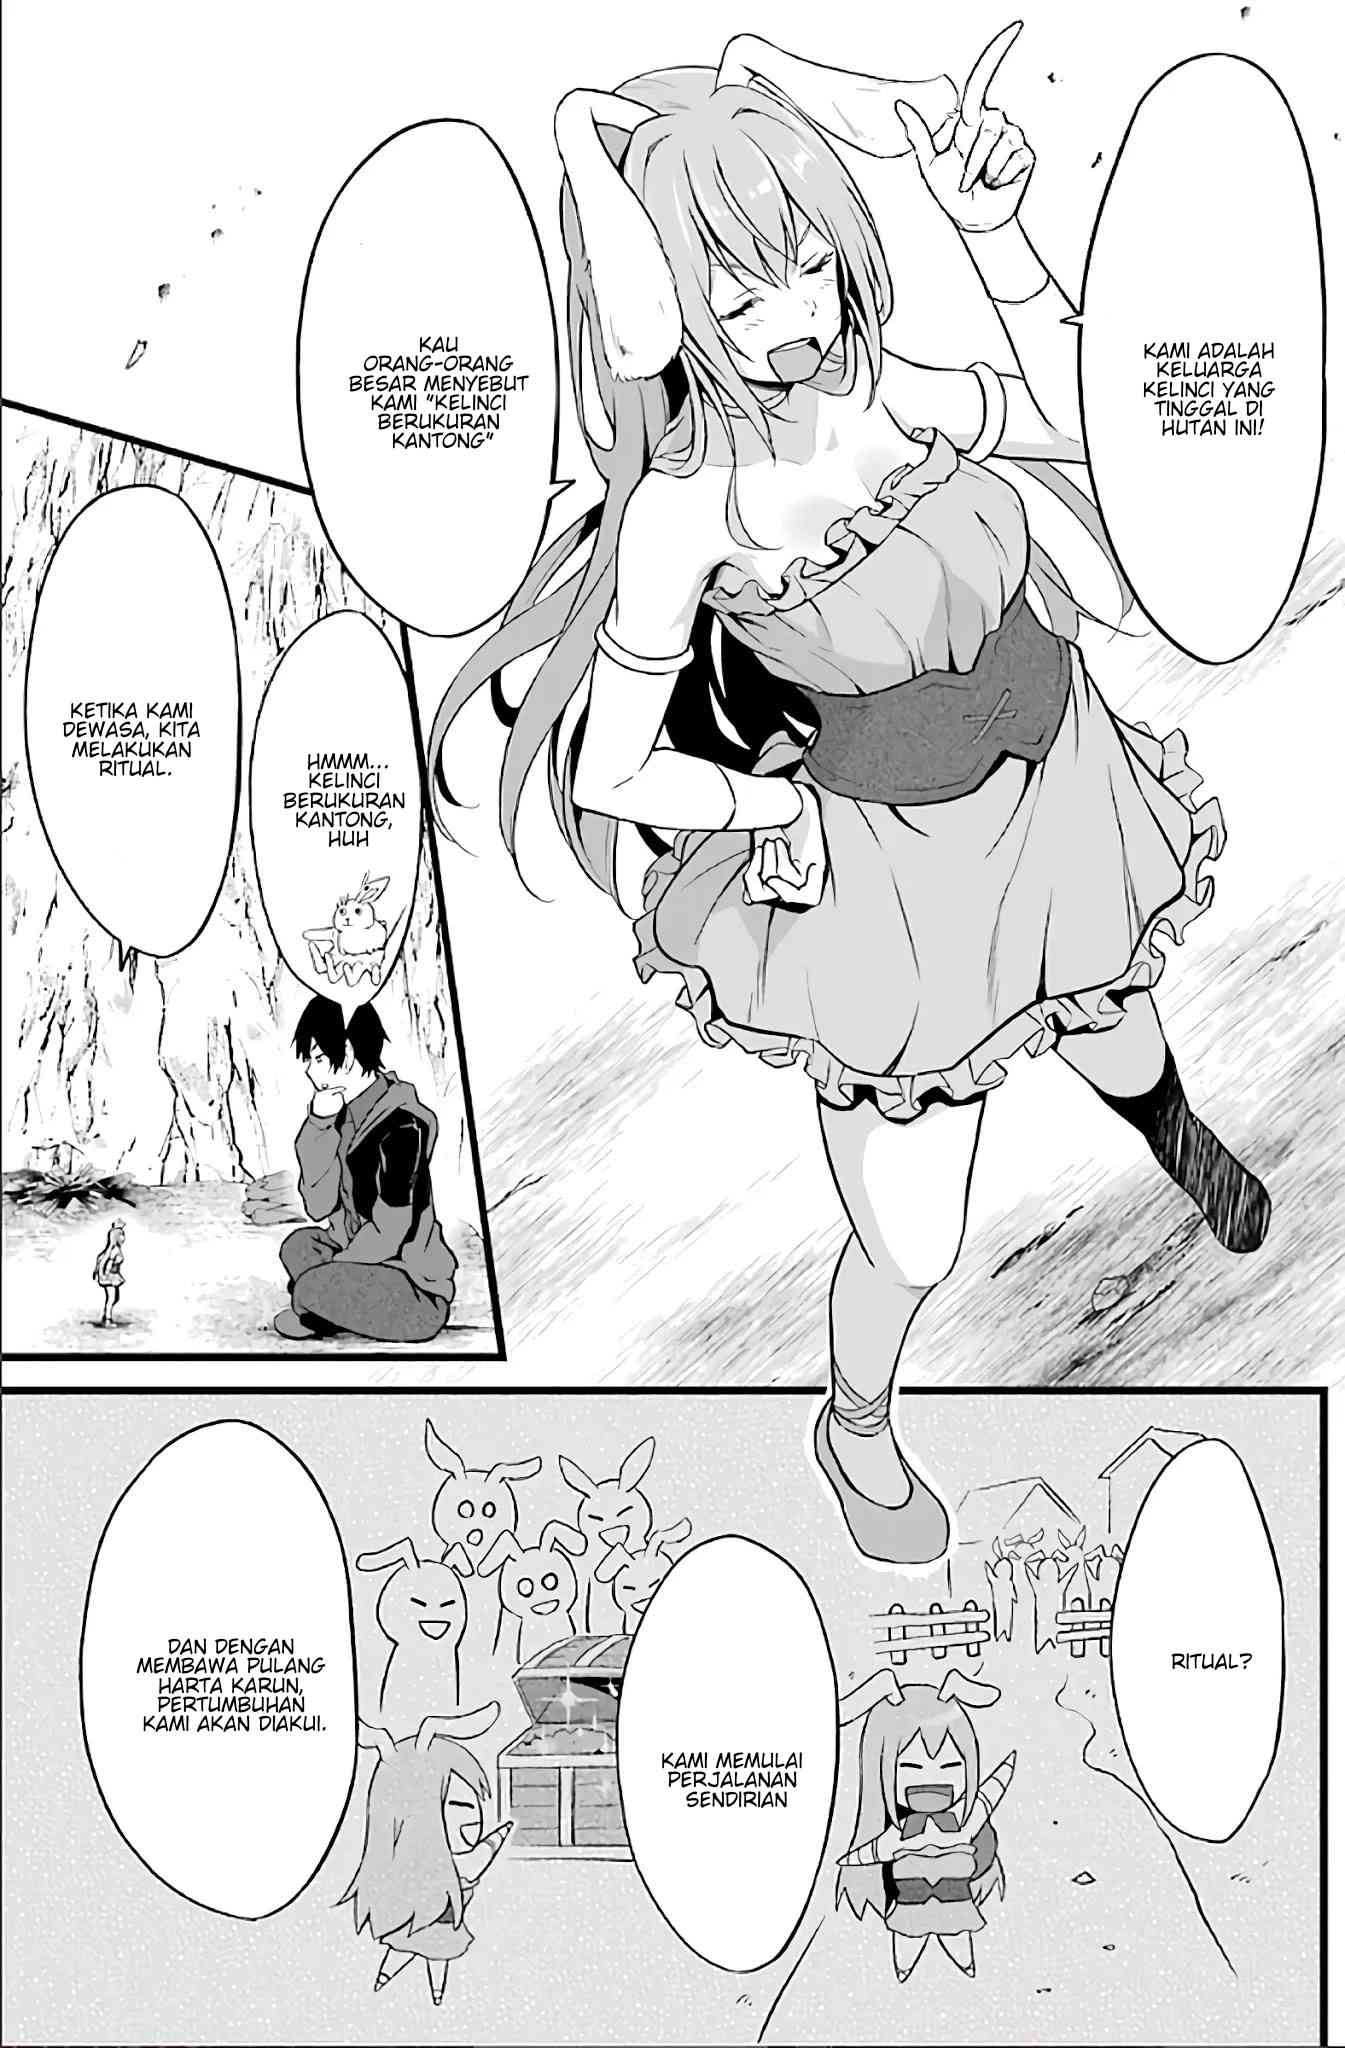 KAMI ADALAH
KELUARGA
KELINCI YANG
TINGGAL DI
HUTAN INI!
KAU
ORANG-ORANG
BESAR MENYEBUT
KAMI "KELINCI
BERUKURAN
KANTONG"
HMMM...
KELINCI
BERUKURAN
KANTONG,
HUH
KETIKA KAMI
DEWASA, KITA
MELAKUKAN
RITUAL.
RITUAL?
KAMI MEMULAI
PERJALANAN
SENDIRIAN
DAN DENGAN
MEMBAWA PULANG
HARTA KARUN,
PERTUMBUHAN
KAMI AKAN DIAKUI.